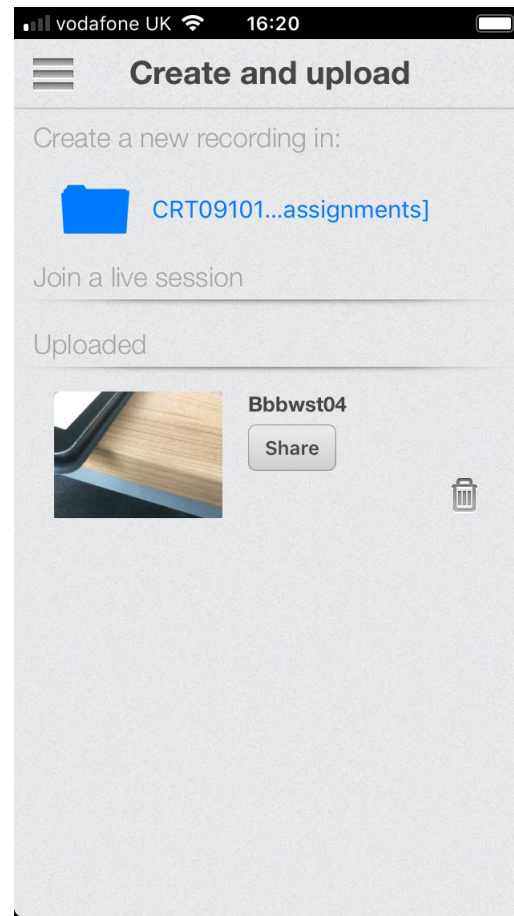 vodafone UK 16:20
Create and upload
Create a new recording in:
CRT09101...assignments]
Join a live session
Uploaded
Bbbwst04
Share